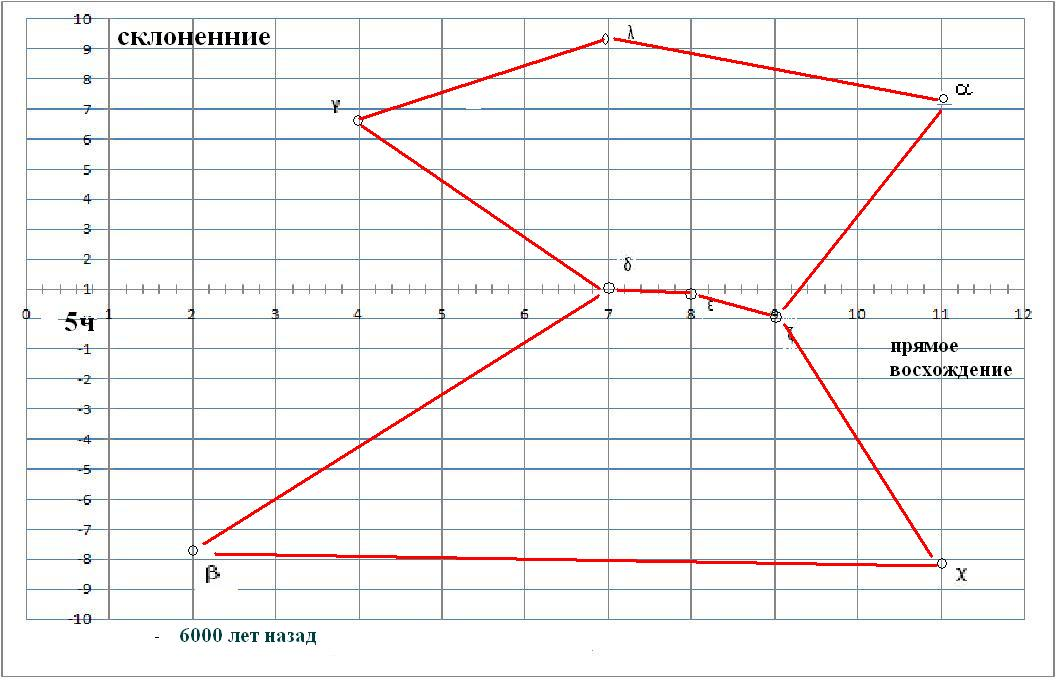 10
склоненние
λ
9
8
α
γ
7
6
5
4
3
2
δ
1
ε
0 5ч 2 3 4 5 6 7 8 9 10 11 12
ζ
-1
прямое
восхождение
-2
-3
-4
-5
-6
-7
-8
β
χ
-9
-10
- 6000 лет назад